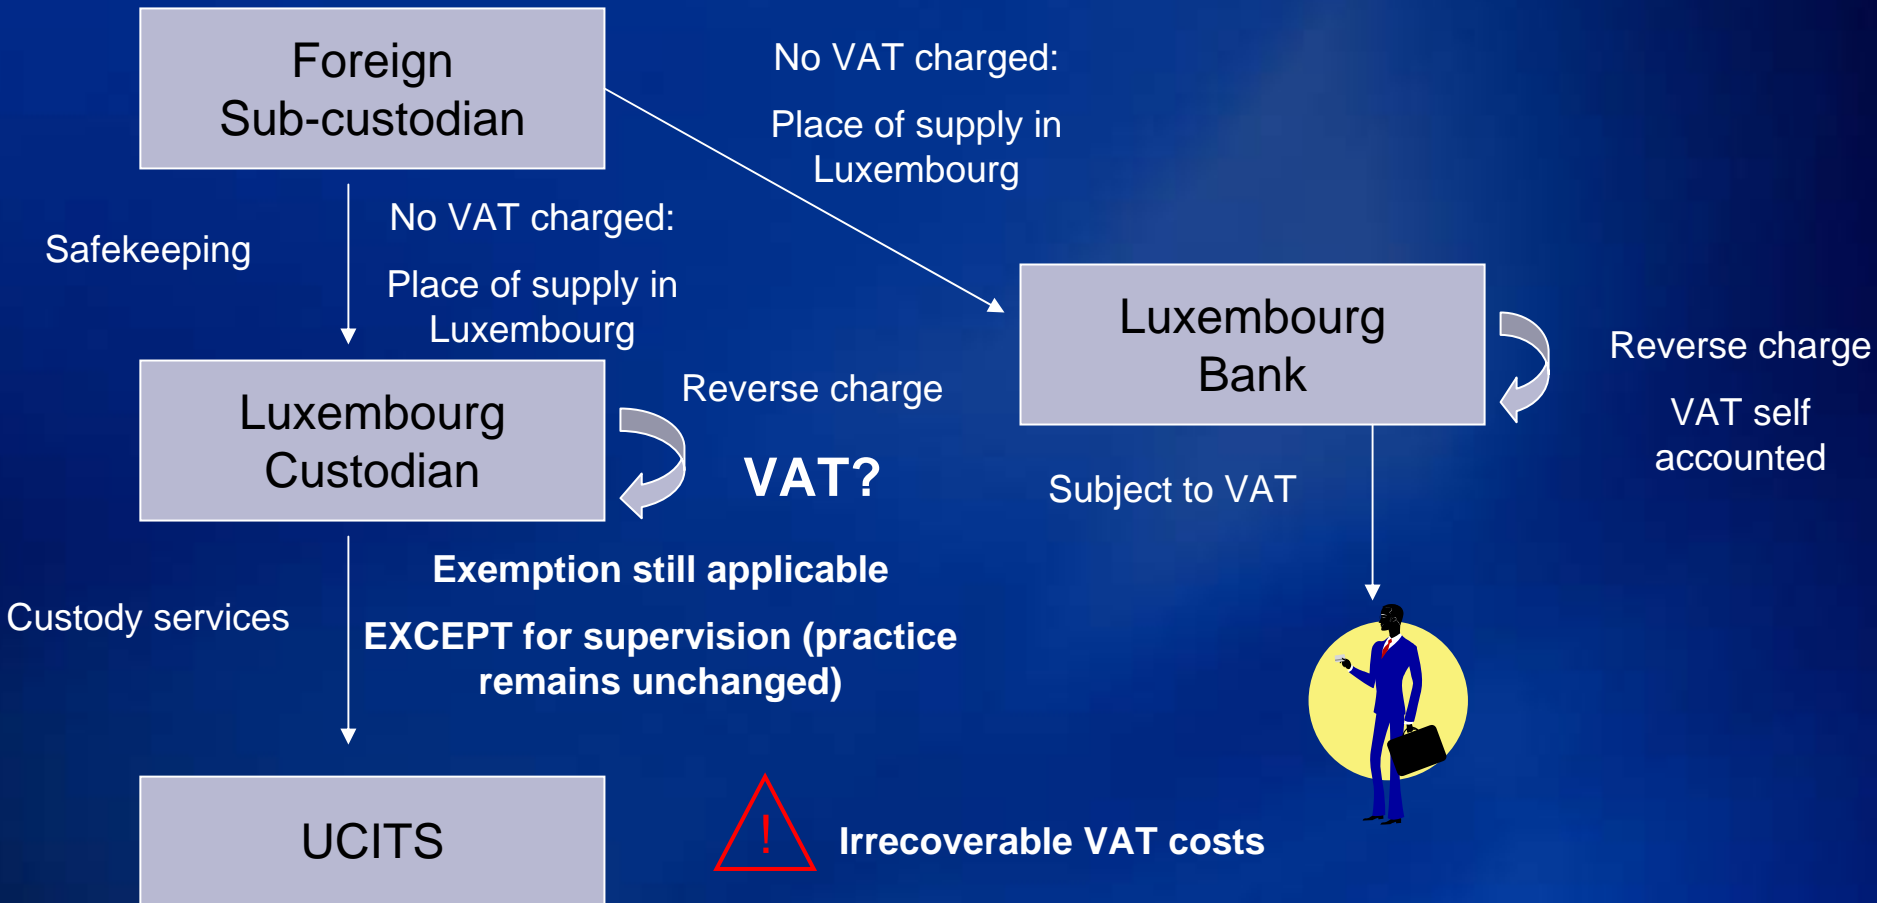 Foreign
Sub-custodian
No VAT charged:
Place of supply in
Luxembourg
Safekeeping
No VAT charged:
Place of supply in
Luxembourg
Luxembourg
Bank
Reverse charge
VAT self
accounted
Luxembourg
Custodian
Reverse charge
VAT?
Subject to VAT
Custody services
Exemption still applicable
EXCEPT for supervision (practice
remains unchanged)
UCITS
!
Irrecoverable VAT costs